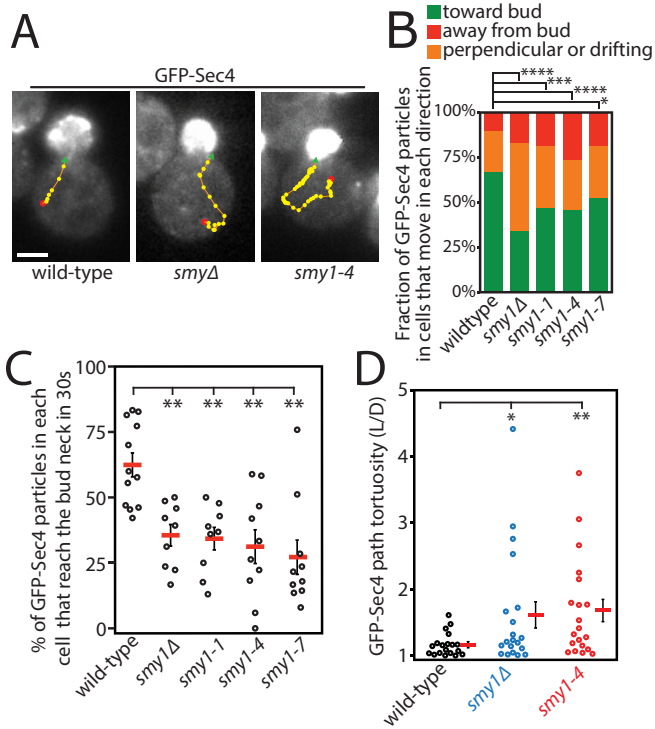 A
GFP-Sec4
wild-type
smyΔ
smy1-4
B
toward bud
away from bud
perpendicular or drifting
****
***
****
*
Fraction of GFP-Sec4 particles
in cells that move in each direction
100%
75%
50%
25%
0%
wildtype
smy1Δ
smy1-1
smy1-4
smy1-7
C
% of GFP-Sec4 particles in each
cell that reach the bud neck in 30s
100
75
50
25
0
** ** ** **
wild-type
smy1Δ
smy1-1
smy1-4
smy1-7
D
GFP-Sec4 path tortuosity (L/D)
5
4
3
2
1
* **
wild-type
smy1Δ
smy1-4